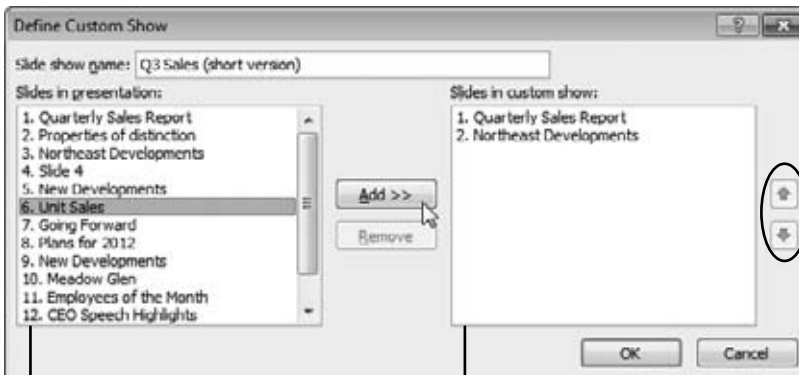 Define Custom Show
Slide show name: Q3 Sales (short version)
Slides in presentation:
1. Quarterly Sales Report
2. Properties of distinction
3. Northeast Developments
4. Slide 4
5. New Developments
6. Unit Sales
7. Going Forward
8. Plans for 2012
9. New Developments
10. Meadow Glen
11. Employees of the Month
12. CEO Speech Highlights
Add >>
Remove
Slides in custom show:
1. Quarterly Sales Report
2. Northeast Developments
OK Cancel